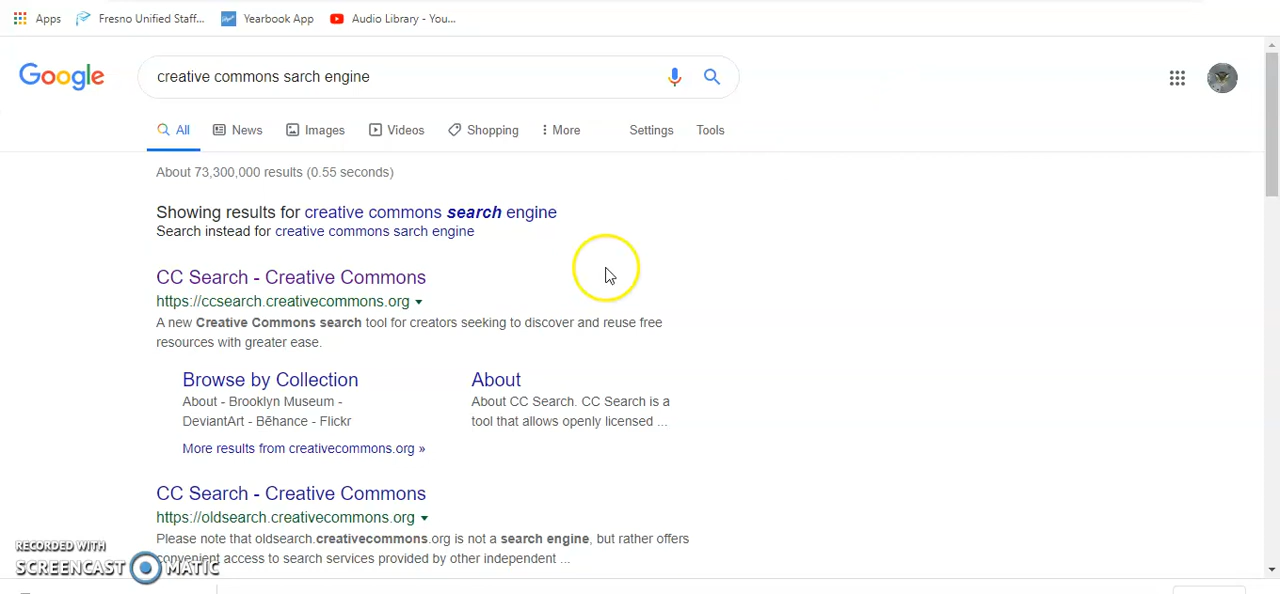 Apps Fresno Unified Staff... Yearbook App Audio Library - You...
Google creative commons sarch engine
All News Images Videos Shopping More Settings Tools
About 73,300,000 results (0.55 seconds)
Showing results for creative commons search engine
Search instead for creative commons sarch engine
CC Search - Creative Commons
https://ccsearch.creativecommons.org
A new Creative Commons search tool for creators seeking to discover and reuse free
resources with greater ease.
Browse by Collection
About - Brooklyn Museum -
DeviantArt - Bēhance - Flickr
About
About CC Search. CC Search is a
tool that allows openly licensed ...
More results from creativecommons.org »
CC Search - Creative Commons
https://oldsearch.creativecommons.org
Please note that oldsearch.creativecommons.org is not a search engine, but rather offers
convenient access to search services provided by other independent ...
RECORDED WITH
SCREENCAST MATIC